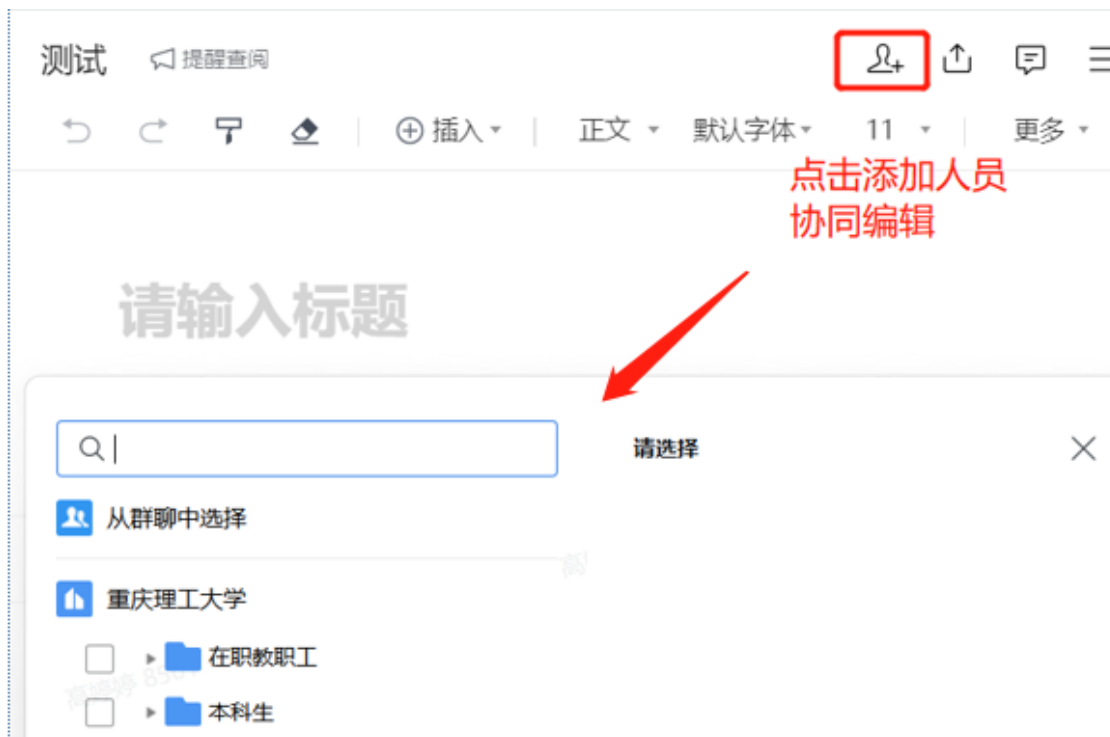 测试 提醒查阅
插入 正文 默认字体 11 更多
点击添加人员
协同编辑
请输入标题
请选择
从群聊中选择
重庆理工大学
在职教职工
本科生